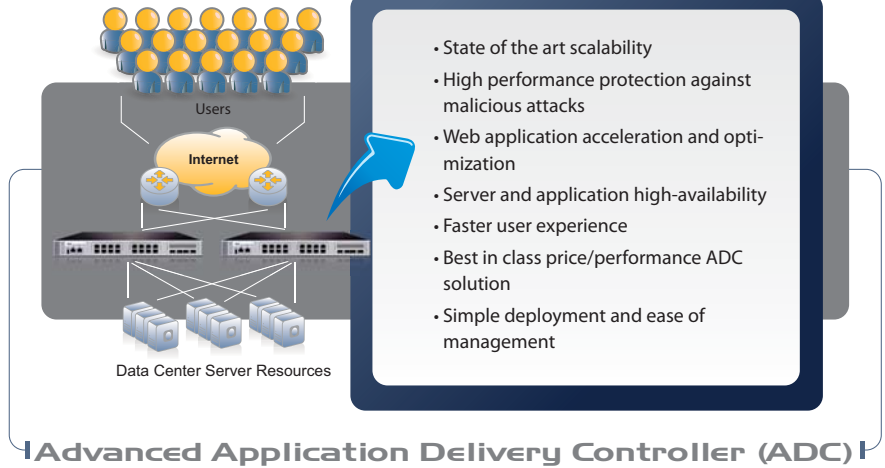 Users
Internet
Data Center Server Resources
• State of the art scalability
• High performance protection against
malicious attacks
• Web application acceleration and opti-
mization
• Server and application high-availability
• Faster user experience
• Best in class price/performance ADC
solution
• Simple deployment and ease of
management
Advanced Application Delivery Controller (ADC)